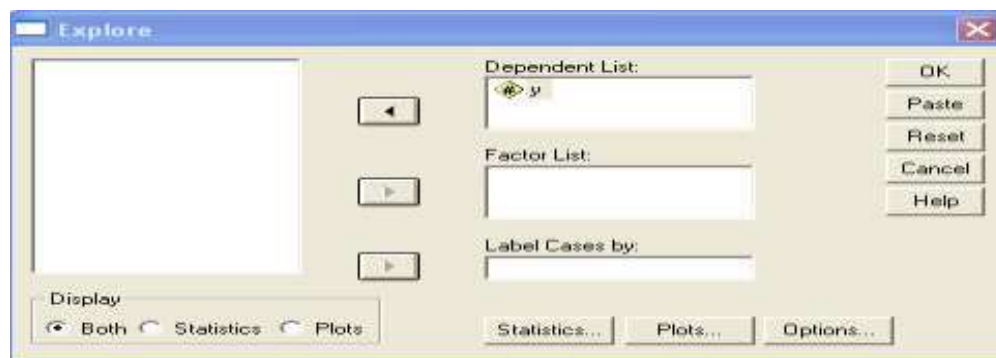 Explore
Dependent List:
y
Factor List:
Label Cases by:
OK
Paste
Reset
Cancel
Help
Display
Both Statistics Plots
Statistics... Plots... Options...